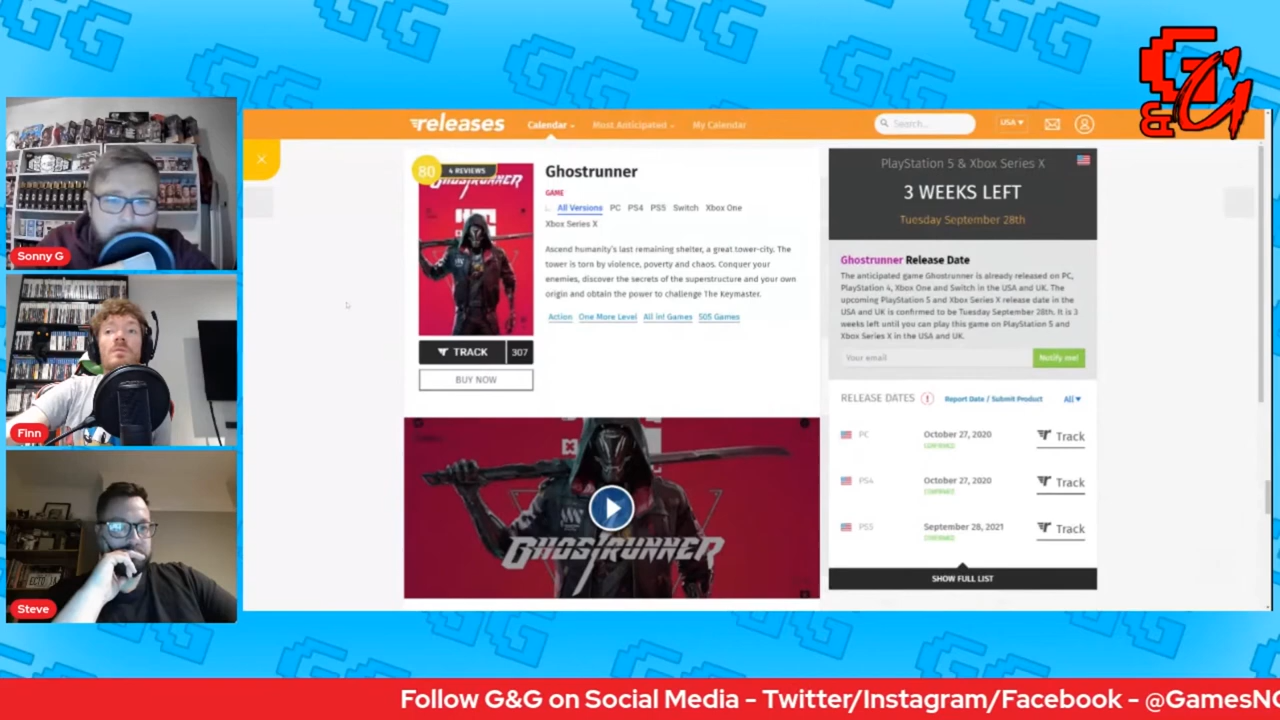 G
& G
releases
Calendar
Most Anticipated
My Calendar
Search...
USA
Sonny G
Finn
Steve
80
4 REVIEWS
GHOSTRUNNER
TRACK 307
BUY NOW
Ghostrunner
GAME
All Versions PC PS4 PS5 Switch Xbox One
Xbox Series X
Ascend humanity's last remaining shelter, a great tower-city. The
tower is torn by violence, poverty and chaos. Conquer your
enemies, discover the secrets of the superstructure and your own
origin and obtain the power to challenge The Keymaster.
Action One More Level All in! Games 505 Games
GHOSTRUNNER
PlayStation 5 & Xbox Series X
3 WEEKS LEFT
Tuesday September 28th
Ghostrunner Release Date
The anticipated game Ghostrunner is already released on PC,
PlayStation 4, Xbox One and Switch in the USA and UK. The
upcoming PlayStation 5 and Xbox Series X release date in the
USA and UK is confirmed to be Tuesday September 28th. It is 3
weeks left until you can play this game on PlayStation 5 and
Xbox Series X in the USA and UK.
Your email
Notify me!
RELEASE DATES Report Date / Submit Product All
PC October 27, 2020 Track
CONFIRMED
PS4 October 27, 2020 Track
CONFIRMED
PS5 September 28, 2021 Track
CONFIRMED
SHOW FULL LIST
Follow G&G on Social Media - Twitter/Instagram/Facebook - @GamesNG